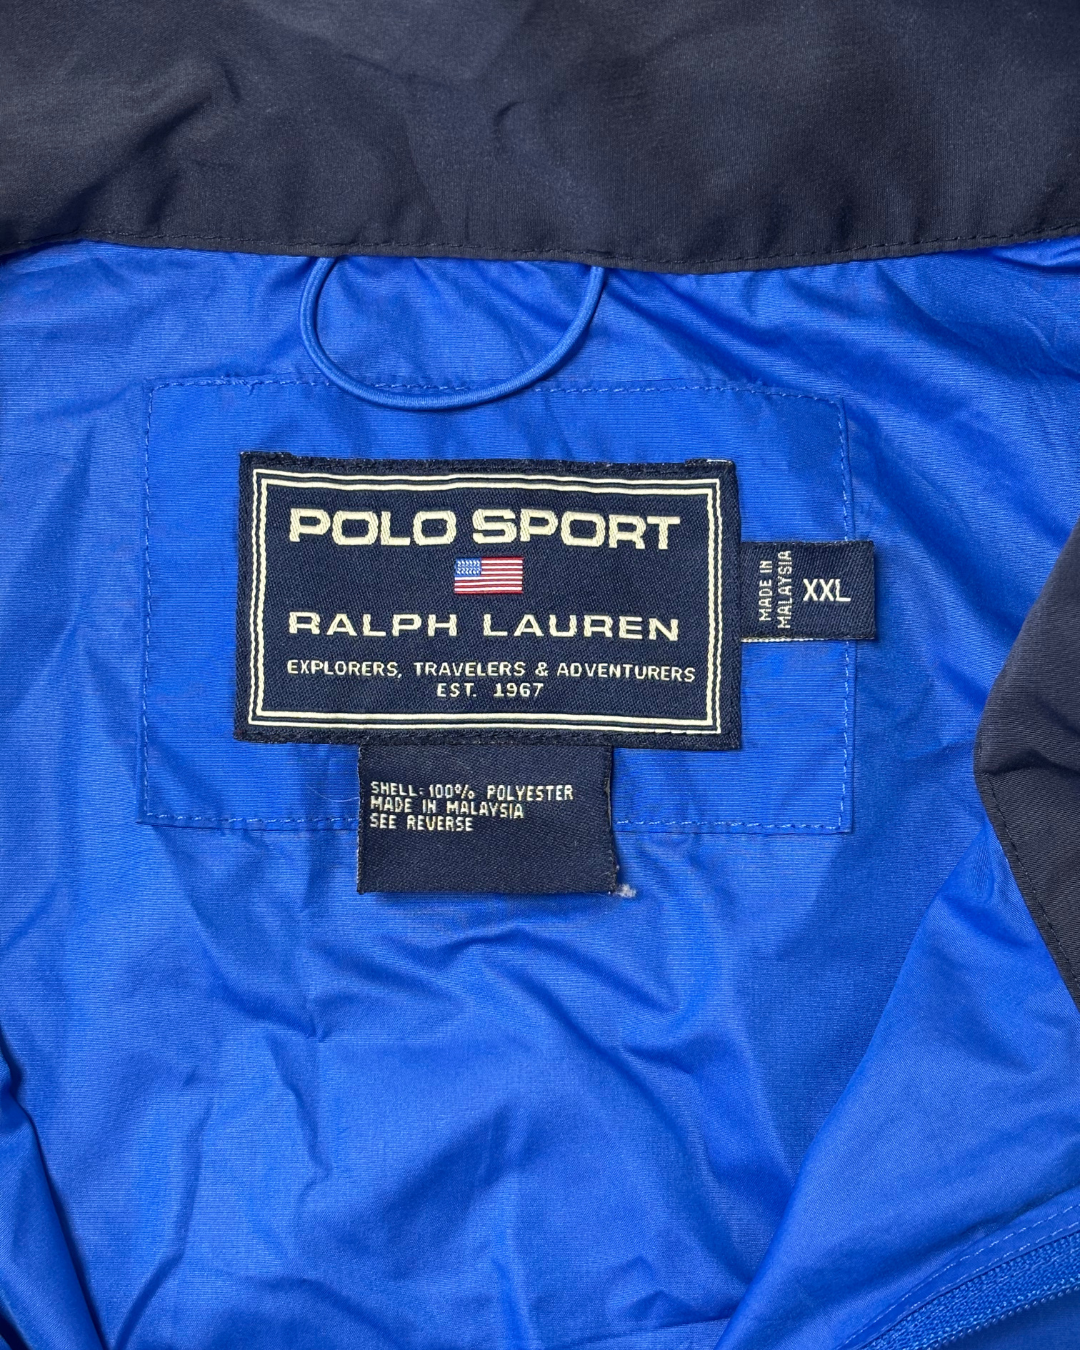 POLO SPORT
RALPH LAUREN
EXPLORERS, TRAVELERS & ADVENTURERS
EST. 1967
MADE IN
MALAYSIA
XXL
SHELL: 100% POLYESTER
MADE IN MALAYSIA
SEE REVERSE